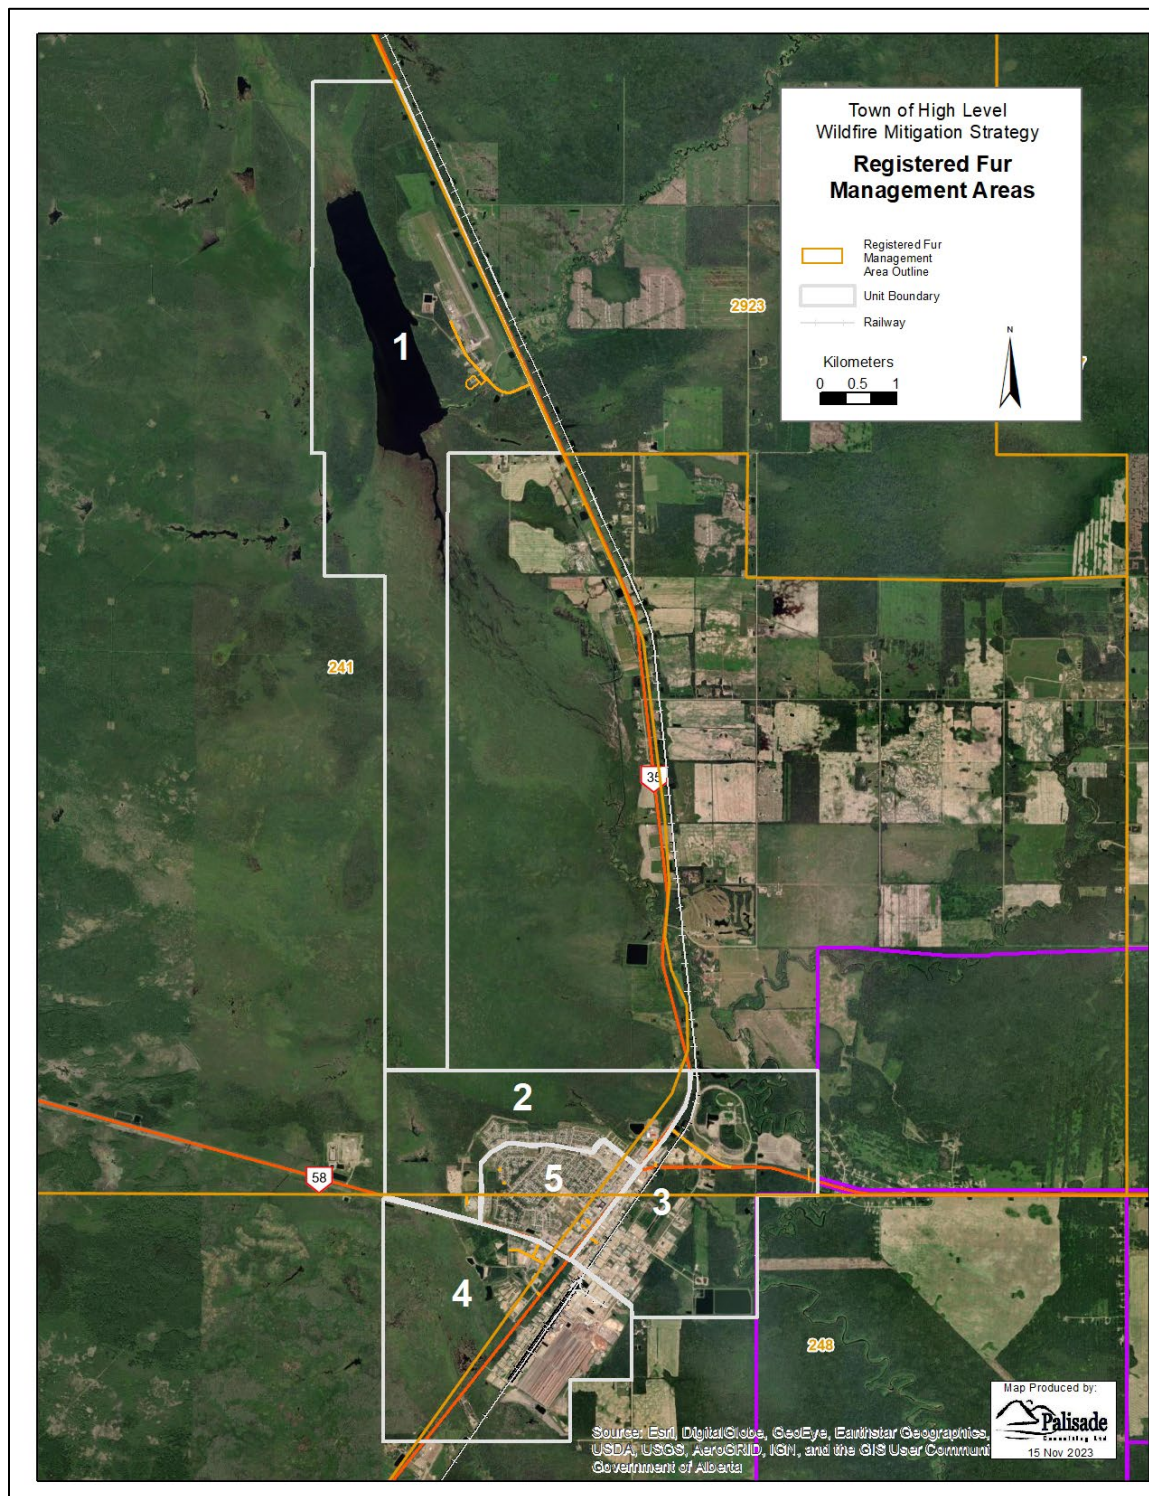 Town of High Level
Wildfire Mitigation Strategy
Registered Fur
Management Areas
Registered Fur
Management
Area Outline
Unit Boundary
Railway
Kilometers
0 0.5 1
N
2923
7
1
241
35
2
5
58
3
4
248
Map Produced by:
Palisade
Consulting Ltd
15 Nov 2023
Source: Esri, DigitalGlobe, GeoEye, Earthstar Geographics,
USDA, USGS, AeroGRID, IGN, and the GIS User Communi
Government of Alberta